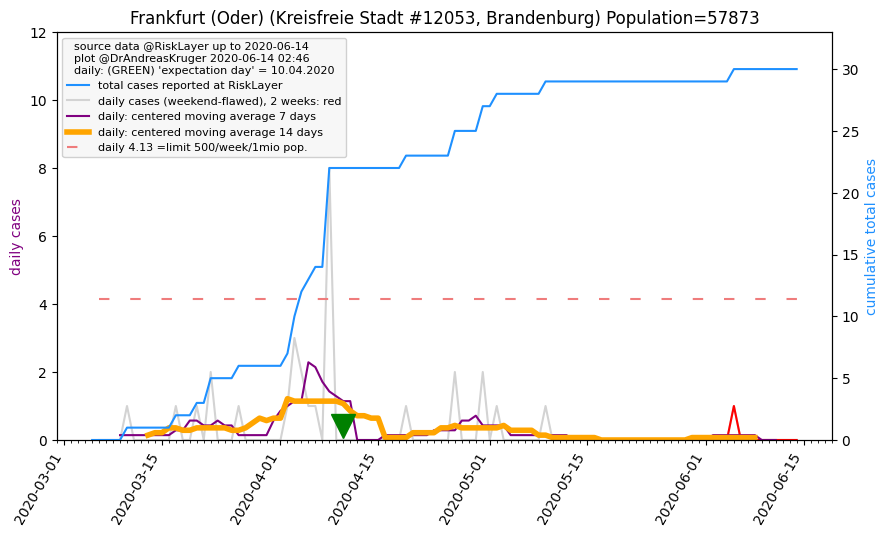 Frankfurt (Oder) (Kreisfreie Stadt #12053, Brandenburg) Population=57873
source data @RiskLayer up to 2020-06-14
plot @DrAndreasKruger 2020-06-14 02:46
daily: (GREEN) 'expectation day' = 10.04.2020
total cases reported at RiskLayer
daily cases (weekend-flawed), 2 weeks: red
daily: centered moving average 7 days
daily: centered moving average 14 days
daily 4.13 =limit 500/week/1mio pop.
daily cases
12
10
8
6
4
2
0
30
25
20
15
10
5
0
cumulative total cases
2020-03-01
2020-03-15
2020-04-01
2020-04-15
2020-05-01
2020-05-15
2020-06-01
2020-06-15